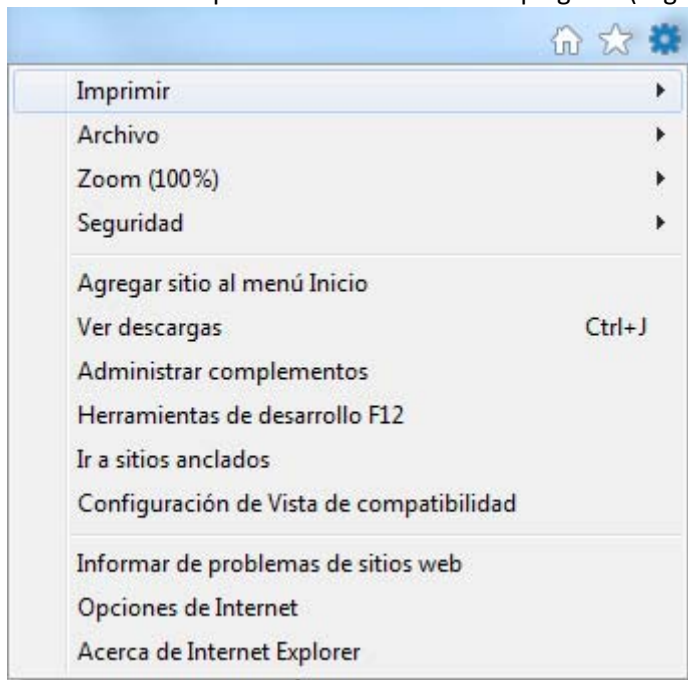 Imprimir
Archivo
Zoom (100%)
Seguridad
Agregar sitio al menú Inicio
Ver descargas Ctrl+J
Administrar complementos
Herramientas de desarrollo F12
Ir a sitios anclados
Configuración de Vista de compatibilidad
Informar de problemas de sitios web
Opciones de Internet
Acerca de Internet Explorer